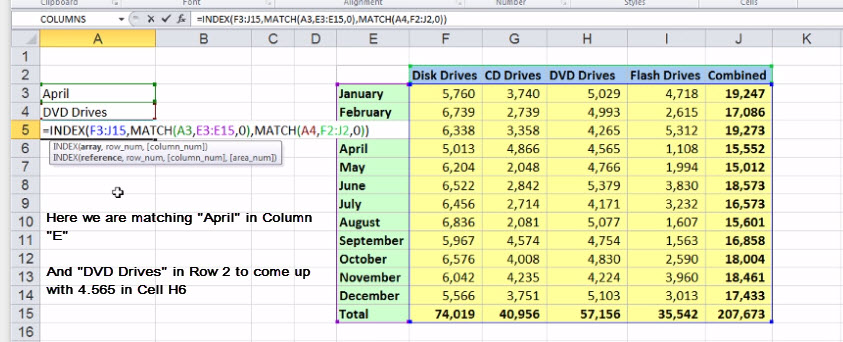 Clipboard Font Alignment Number Styles Cells
COLUMNS fx =INDEX(F3:J15,MATCH(A3,E3:E15,0),MATCH(A4,F2:J2,0))
A B C D E F G H I J K
1
2 Disk Drives CD Drives DVD Drives Flash Drives Combined
3 April January 5,760 3,740 5,029 4,718 19,247
4 DVD Drives February 6,739 2,739 4,993 2,615 17,086
5 =INDEX(F3:J15,MATCH(A3,E3:E15,0),MATCH(A4,F2:J2,0)) 6,338 3,358 4,265 5,312 19,273
INDEX(array, row_num, [column_num])
INDEX(reference, row_num, [column_num], [area_num])
6 April 5,013 4,866 4,565 1,108 15,552
7 May 6,204 2,048 4,766 1,994 15,012
8 June 6,522 2,842 5,379 3,830 18,573
9 July 6,456 2,714 4,171 3,232 16,573
10 August 6,836 2,081 5,077 1,607 15,601
11 September 5,967 4,574 4,754 1,563 16,858
12 October 6,576 4,008 4,830 2,590 18,004
13 November 6,042 4,235 4,224 3,960 18,461
14 December 5,566 3,751 5,103 3,013 17,433
15 Total 74,019 40,956 57,156 35,542 207,673
16
Here we are matching "April" in Column
"E"
And "DVD Drives" in Row 2 to come up
with 4.565 in Cell H6